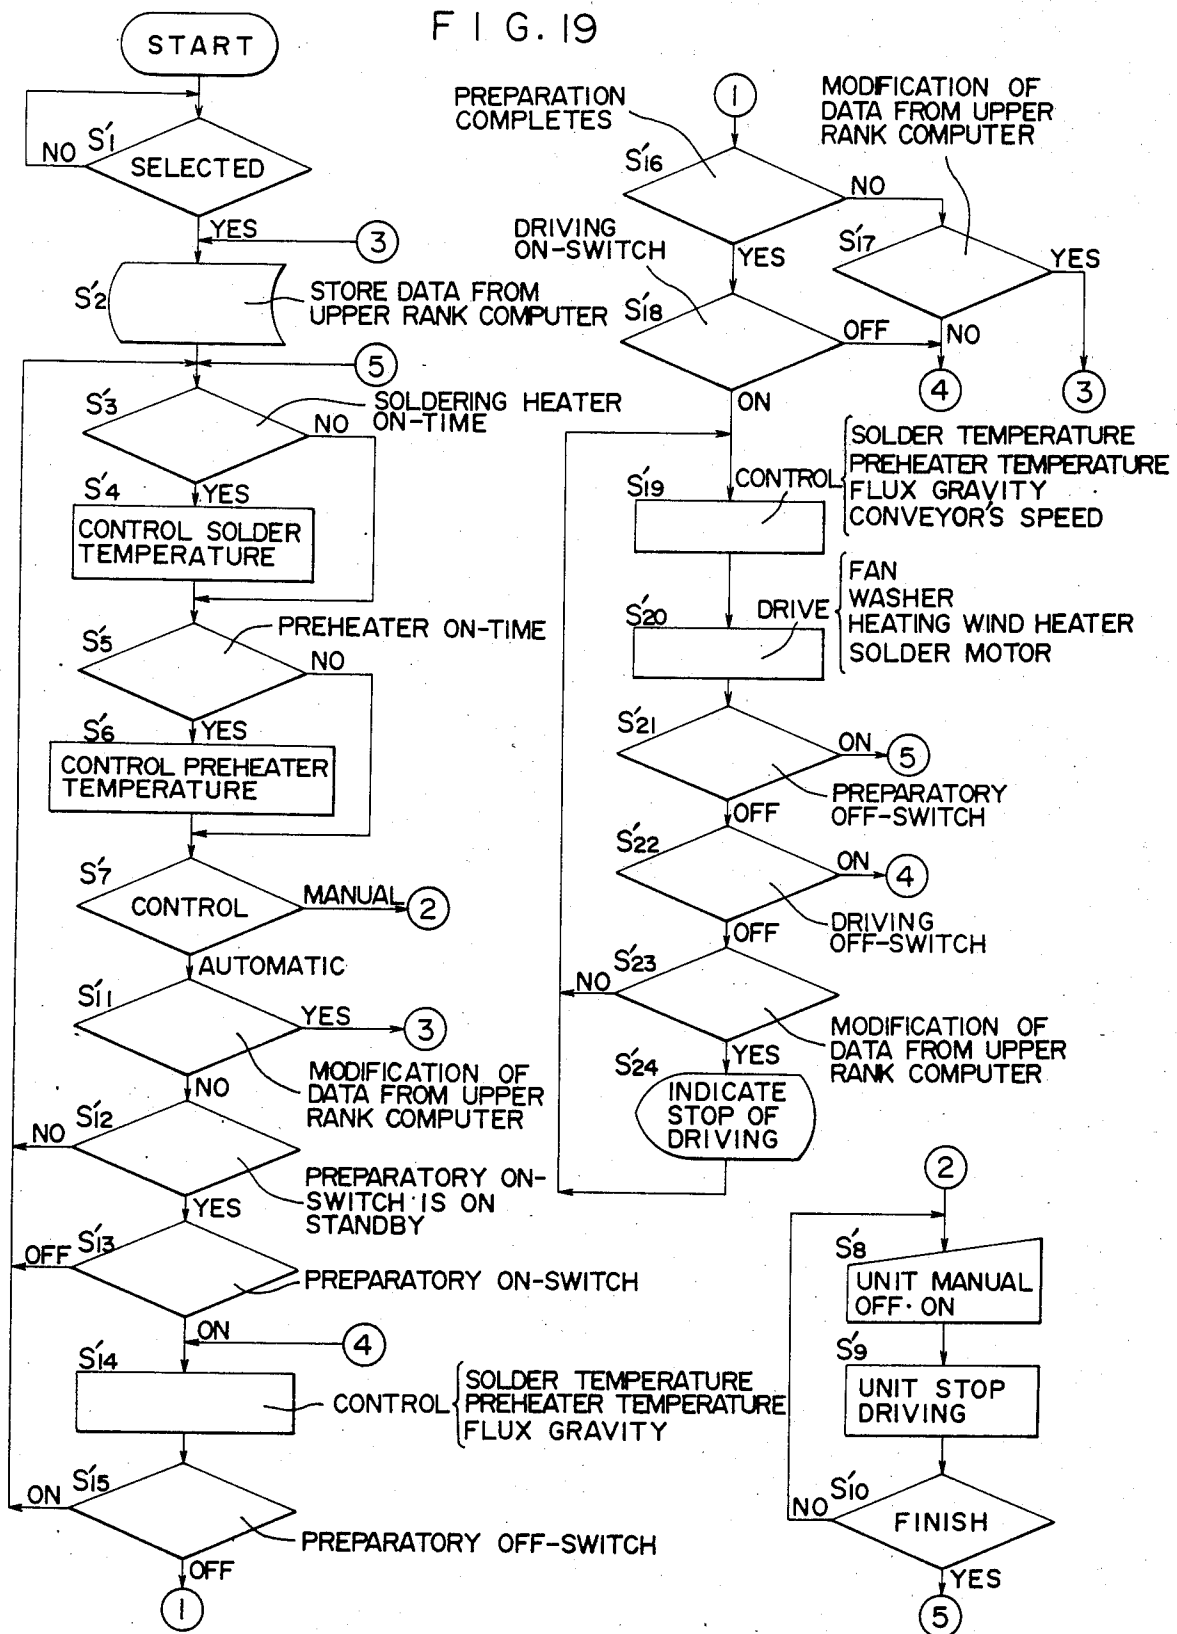 FIG.19
START
S'1
NO
SELECTED
YES
3
S'2
STORE DATA FROM
UPPER RANK COMPUTER
5
S'3
SOLDERING HEATER
ON-TIME
NO
YES
S'4
CONTROL SOLDER
TEMPERATURE
S'5
PREHEATER ON-TIME
NO
YES
S'6
CONTROL PREHEATER
TEMPERATURE
S'7
CONTROL
MANUAL
2
AUTOMATIC
S'11
YES
3
MODIFICATION OF
DATA FROM UPPER
RANK COMPUTER
NO
S'12
NO
PREPARATORY ON-
SWITCH IS ON
STANDBY
YES
S'13
OFF
PREPARATORY ON-SWITCH
ON
4
S'14
CONTROL
SOLDER TEMPERATURE
PREHEATER TEMPERATURE
FLUX GRAVITY
S'15
ON
PREPARATORY OFF-SWITCH
OFF
1
1
PREPARATION
COMPLETES
S'16
NO
YES
MODIFICATION OF
DATA FROM UPPER
RANK COMPUTER
S'17
YES
NO
4
3
DRIVING
ON-SWITCH
S'18
OFF
ON
S'19
CONTROL
SOLDER TEMPERATURE
PREHEATER TEMPERATURE
FLUX GRAVITY
CONVEYOR'S SPEED
S'20
DRIVE
FAN
WASHER
HEATING WIND HEATER
SOLDER MOTOR
S'21
ON
5
PREPARATORY
OFF-SWITCH
OFF
S'22
ON
4
DRIVING
OFF-SWITCH
OFF
S'23
NO
MODIFICATION OF
DATA FROM UPPER
RANK COMPUTER
YES
S'24
INDICATE
STOP OF
DRIVING
2
S'8
UNIT MANUAL
OFF·ON
S'9
UNIT STOP
DRIVING
S'10
NO
FINISH
YES
5